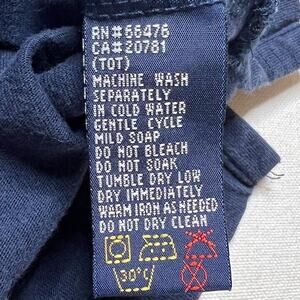 RN#66476
CA#20781
(TOT)
MACHINE WASH
SEPARATELY
IN COLD WATER
GENTLE CYCLE
MILD SOAP
DO NOT BLEACH
DO NOT SOAK
TUMBLE DRY LOW
DRY IMMEDIATELY
WARM IRON AS NEEDED
DO NOT DRY CLEAN
30°C